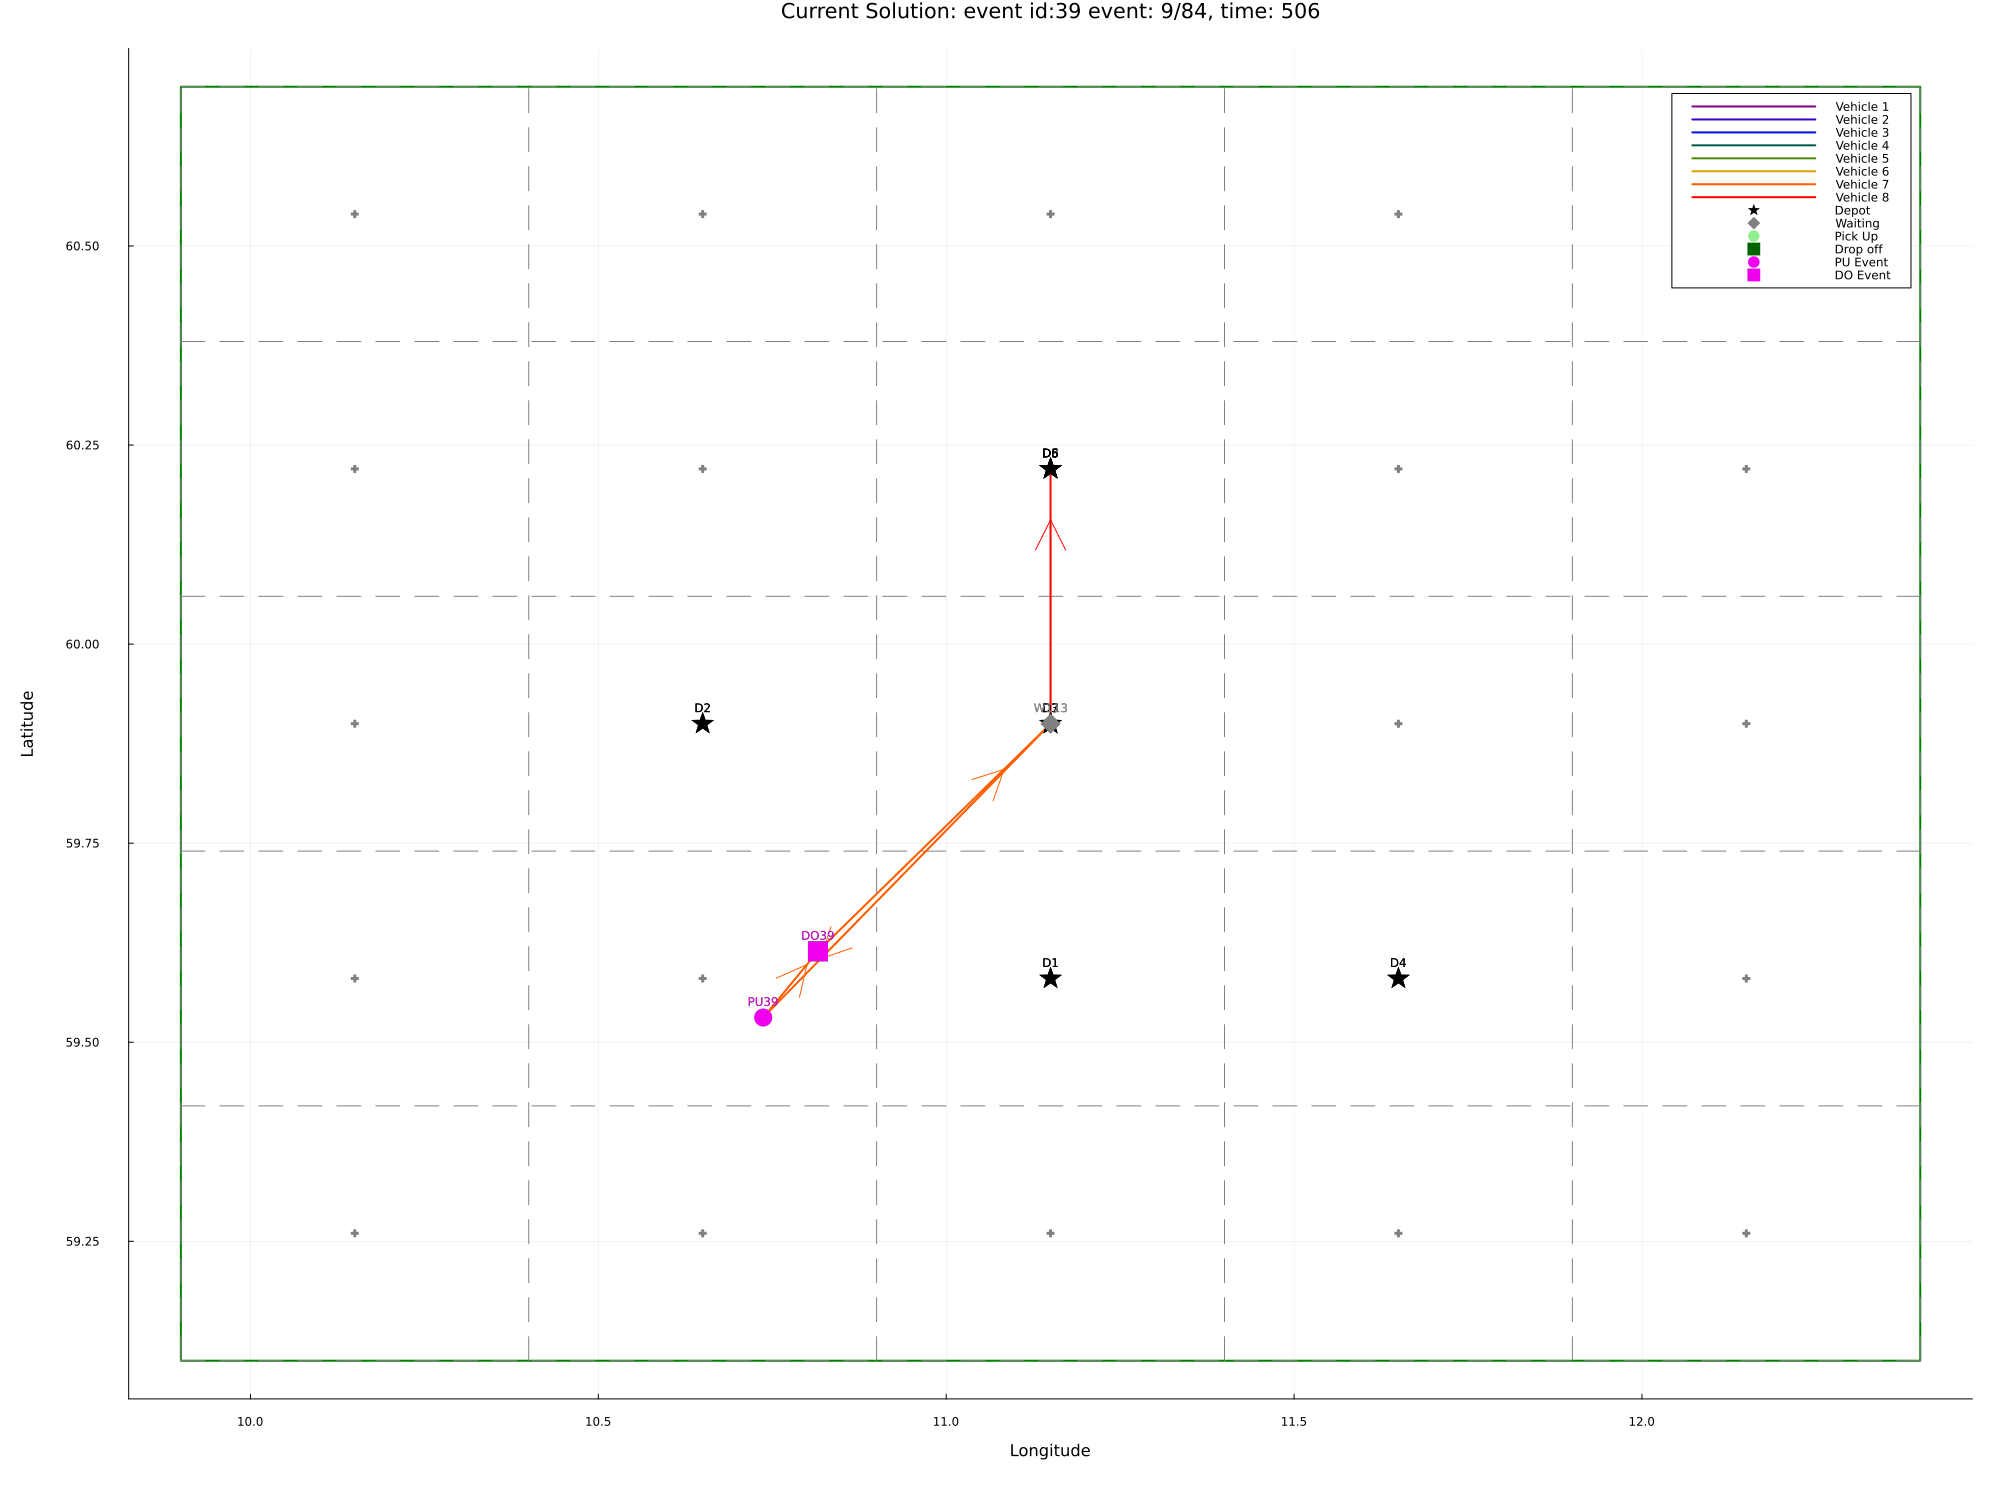 Current Solution: event id:39 event: 9/84, time: 506
Vehicle 1
Vehicle 2
Vehicle 3
Vehicle 4
Vehicle 5
Vehicle 6
Vehicle 7
Vehicle 8
Depot
Waiting
Pick Up
Drop off
PU Event
DO Event
60.50
60.25
60.00
59.75
59.50
59.25
Latitude
D2
DO39
PU39
D1
D4
10.0
10.5
11.0
11.5
12.0
Longitude